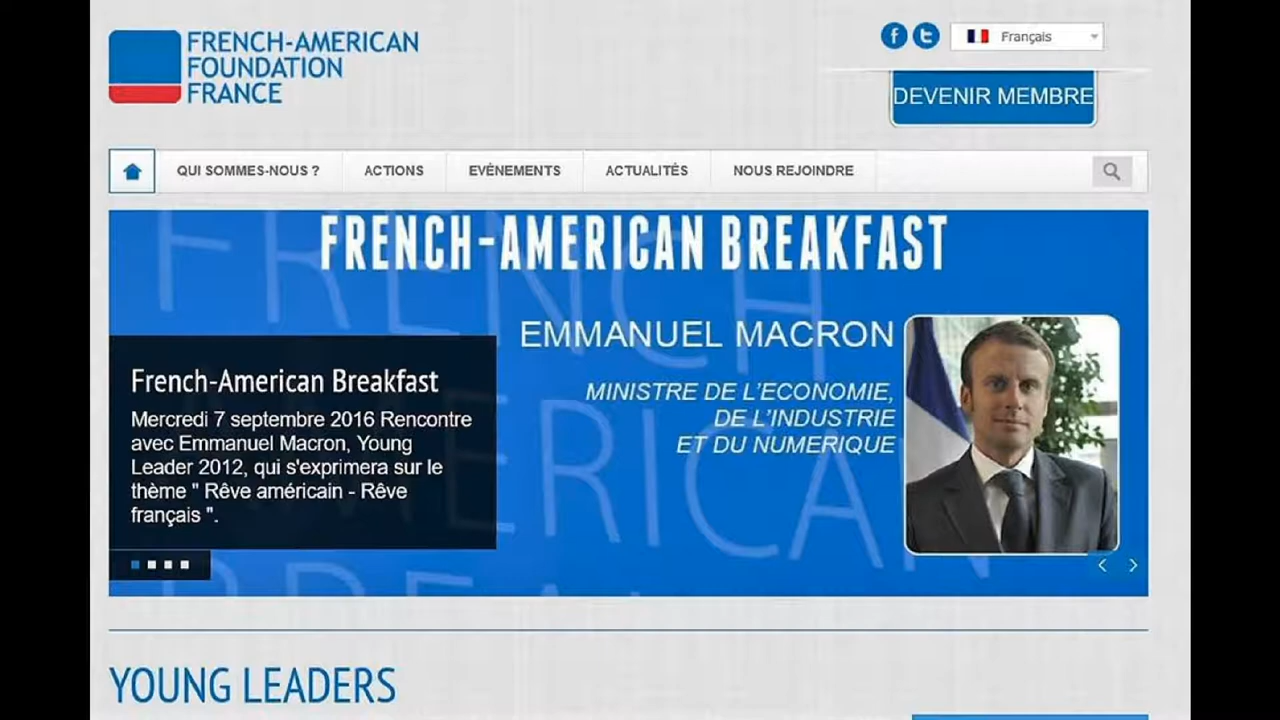 FRENCH-AMERICAN
FOUNDATION
FRANCE
f t
Français
DEVENIR MEMBRE
QUI SOMMES-NOUS ? ACTIONS EVÈNEMENTS ACTUALITÉS NOUS REJOINDRE
FRENCH-AMERICAN BREAKFAST
FRENCH
AMERICAN
EMMANUEL MACRON
MINISTRE DE L'ECONOMIE,
DE L'INDUSTRIE
ET DU NUMERIQUE
French-American Breakfast
Mercredi 7 septembre 2016 Rencontre
avec Emmanuel Macron, Young
Leader 2012, qui s'exprimera sur le
thème " Rêve américain - Rêve
français ".
YOUNG LEADERS